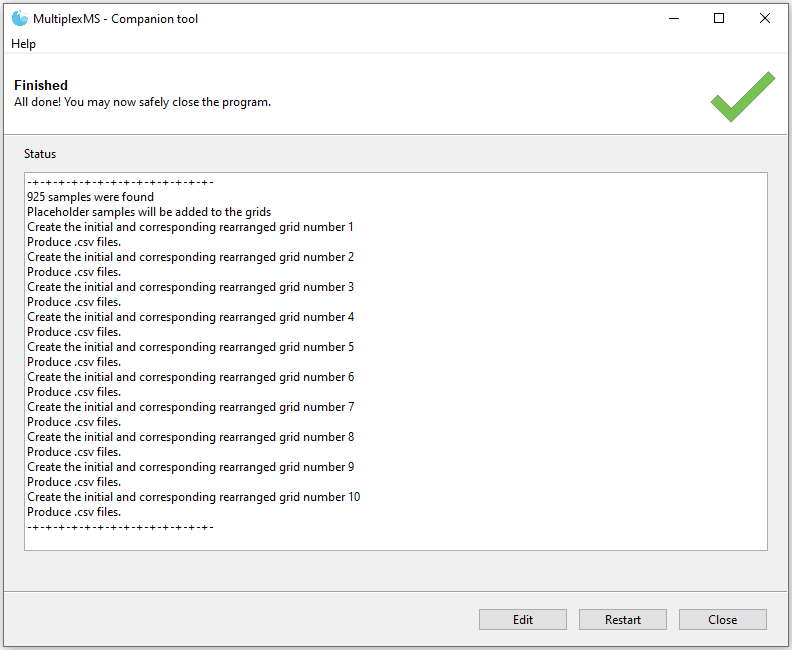 MultiplexMS - Companion tool
Help
Finished
All done! You may now safely close the program.
Status
-+-+-+-+-+-+-+-+-+-+-+-+-+-+-
925 samples were found
Placeholder samples will be added to the grids
Create the initial and corresponding rearranged grid number 1
Produce .csv files.
Create the initial and corresponding rearranged grid number 2
Produce .csv files.
Create the initial and corresponding rearranged grid number 3
Produce .csv files.
Create the initial and corresponding rearranged grid number 4
Produce .csv files.
Create the initial and corresponding rearranged grid number 5
Produce .csv files.
Create the initial and corresponding rearranged grid number 6
Produce .csv files.
Create the initial and corresponding rearranged grid number 7
Produce .csv files.
Create the initial and corresponding rearranged grid number 8
Produce .csv files.
Create the initial and corresponding rearranged grid number 9
Produce .csv files.
Create the initial and corresponding rearranged grid number 10
Produce .csv files.
-+-+-+-+-+-+-+-+-+-+-+-+-+-+-
Edit
Restart
Close